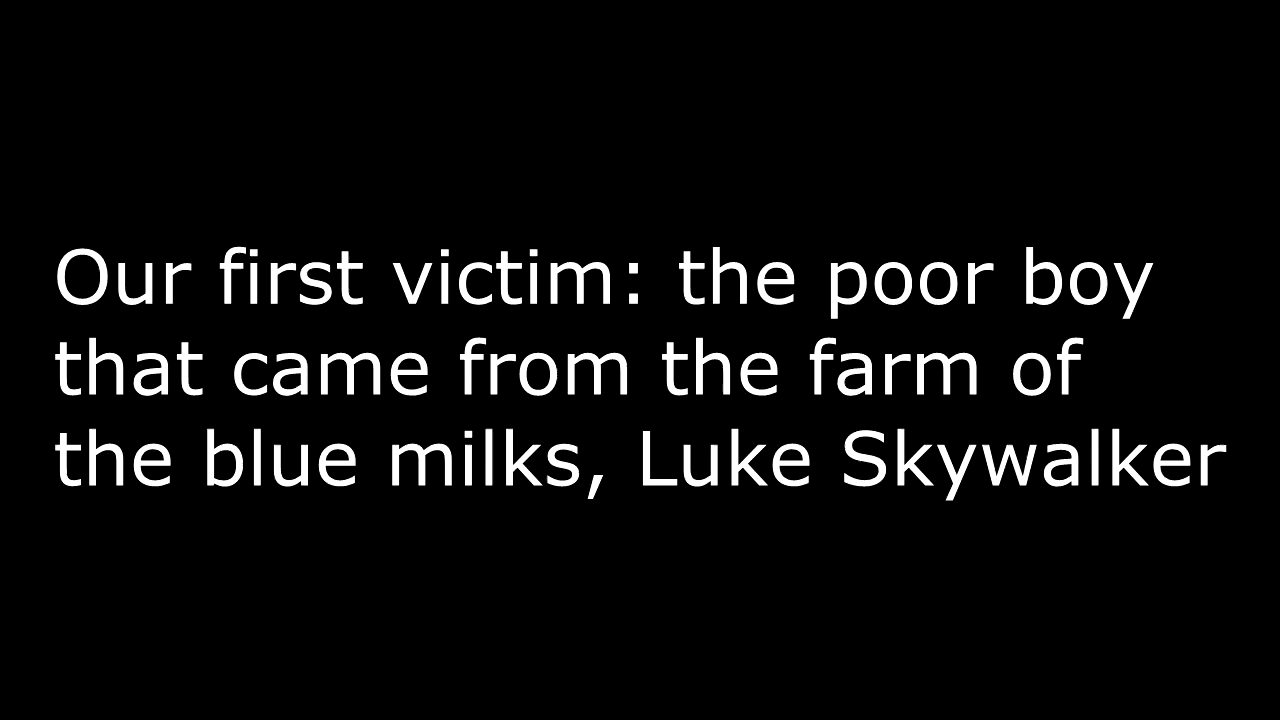 Our first victim: the poor boy
that came from the farm of
the blue milks, Luke Skywalker